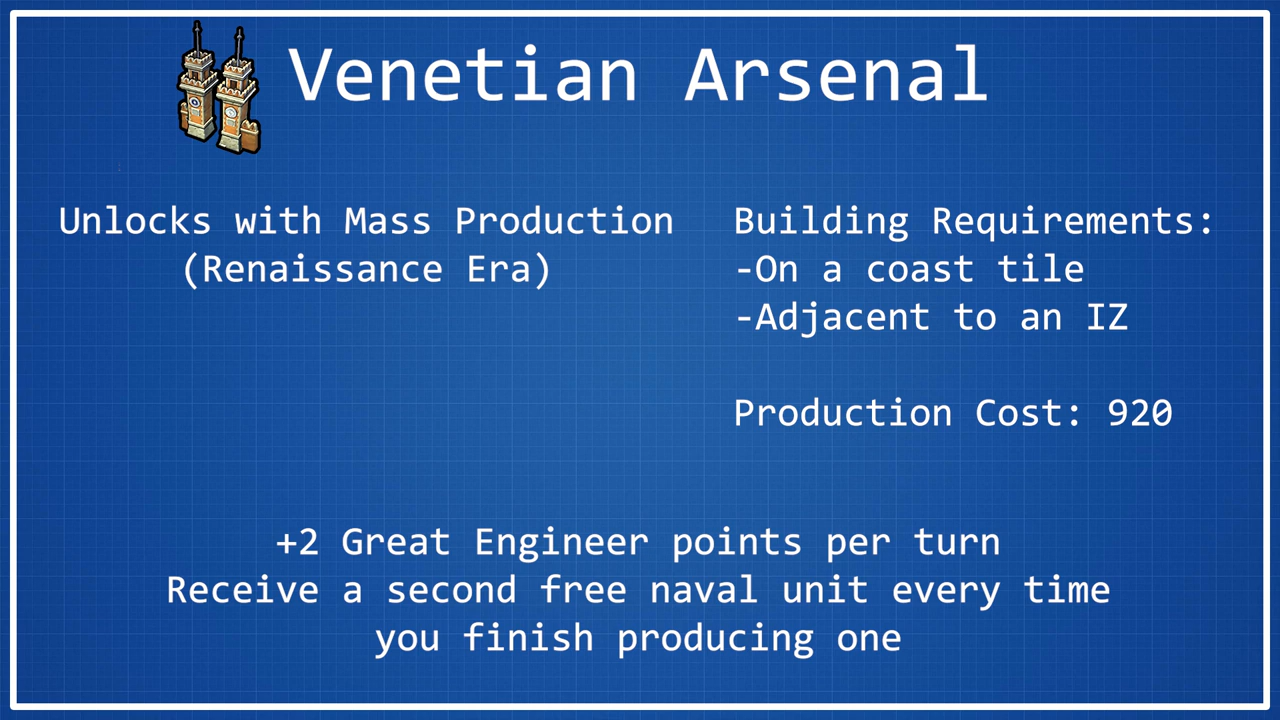 Venetian Arsenal
Unlocks with Mass Production
(Renaissance Era)
Building Requirements:
-On a coast tile
-Adjacent to an IZ
Production Cost: 920
+2 Great Engineer points per turn
Receive a second free naval unit every time
you finish producing one